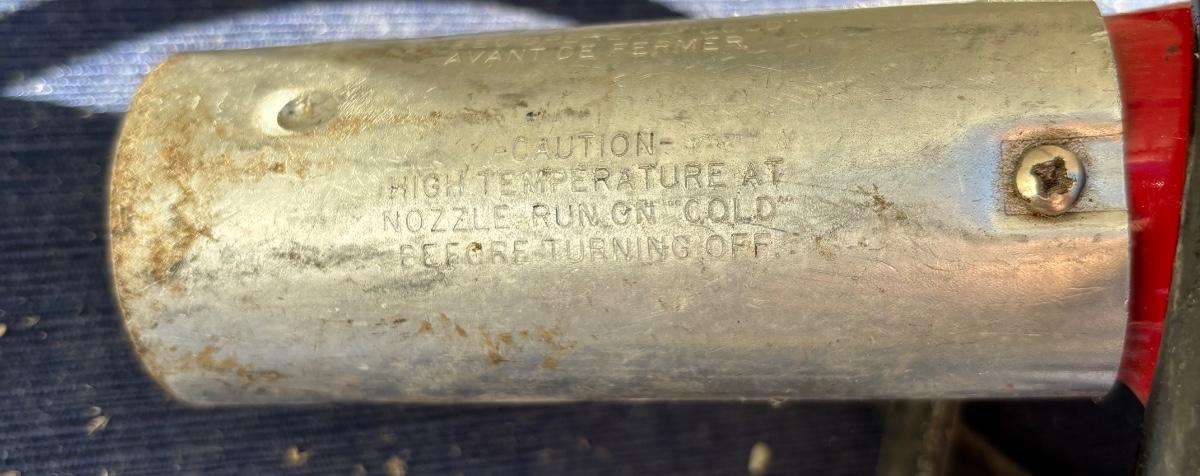 AVANT DE FERMER
-CAUTION-
HIGH TEMPERATURE AT
NOZZLE RUN ON "COLD"
BEFORE TURNING OFF.